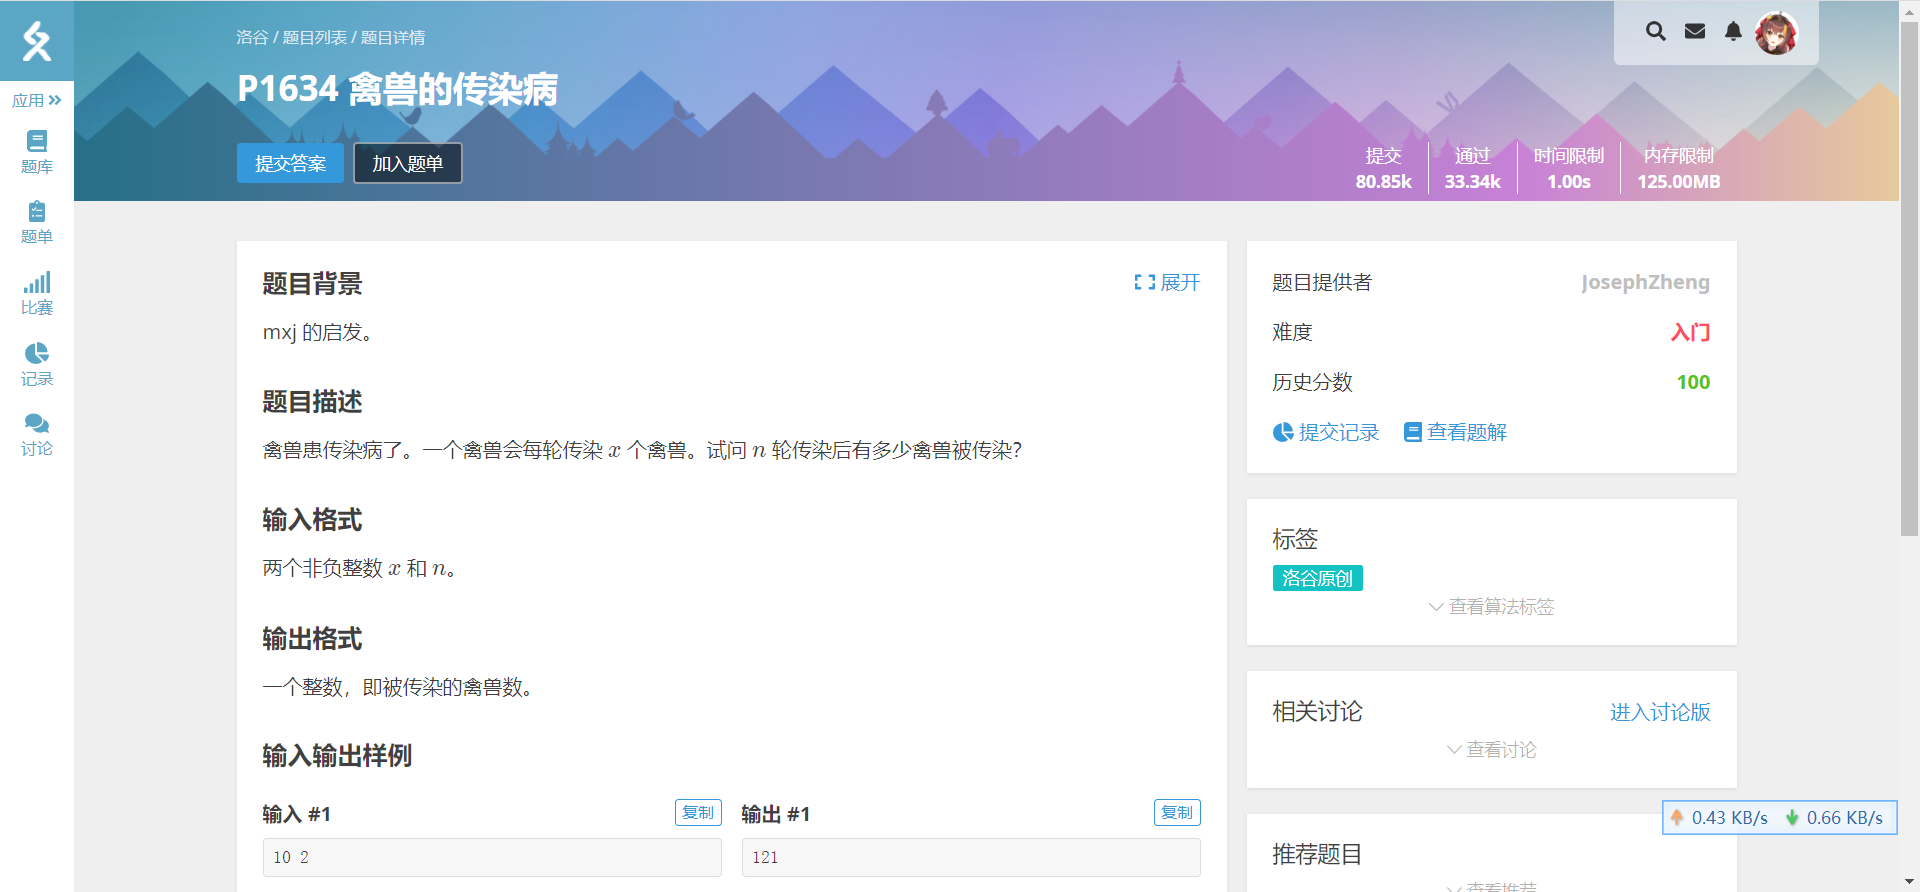 洛谷 / 题目列表 / 题目详情
P1634 禽兽的传染病
提交答案
加入题单
提交 通过 时间限制 内存限制
80.85k 33.34k 1.00s 125.00MB
应用
题库
题单
比赛
记录
讨论
题目背景
展开
mxj 的启发。
题目描述
禽兽患传染病了。一个禽兽会每轮传染 x 个禽兽。试问 n 轮传染后有多少禽兽被传染?
输入格式
两个非负整数 x 和 n。
输出格式
一个整数，即被传染的禽兽数。
输入输出样例
输入 #1 复制
10 2
输出 #1 复制
121
题目提供者 JosephZheng
难度 入门
历史分数 100
提交记录 查看题解
标签
洛谷原创
查看算法标签
相关讨论 进入讨论版
查看讨论
0.43 KB/s 0.66 KB/s
推荐题目
查看推荐